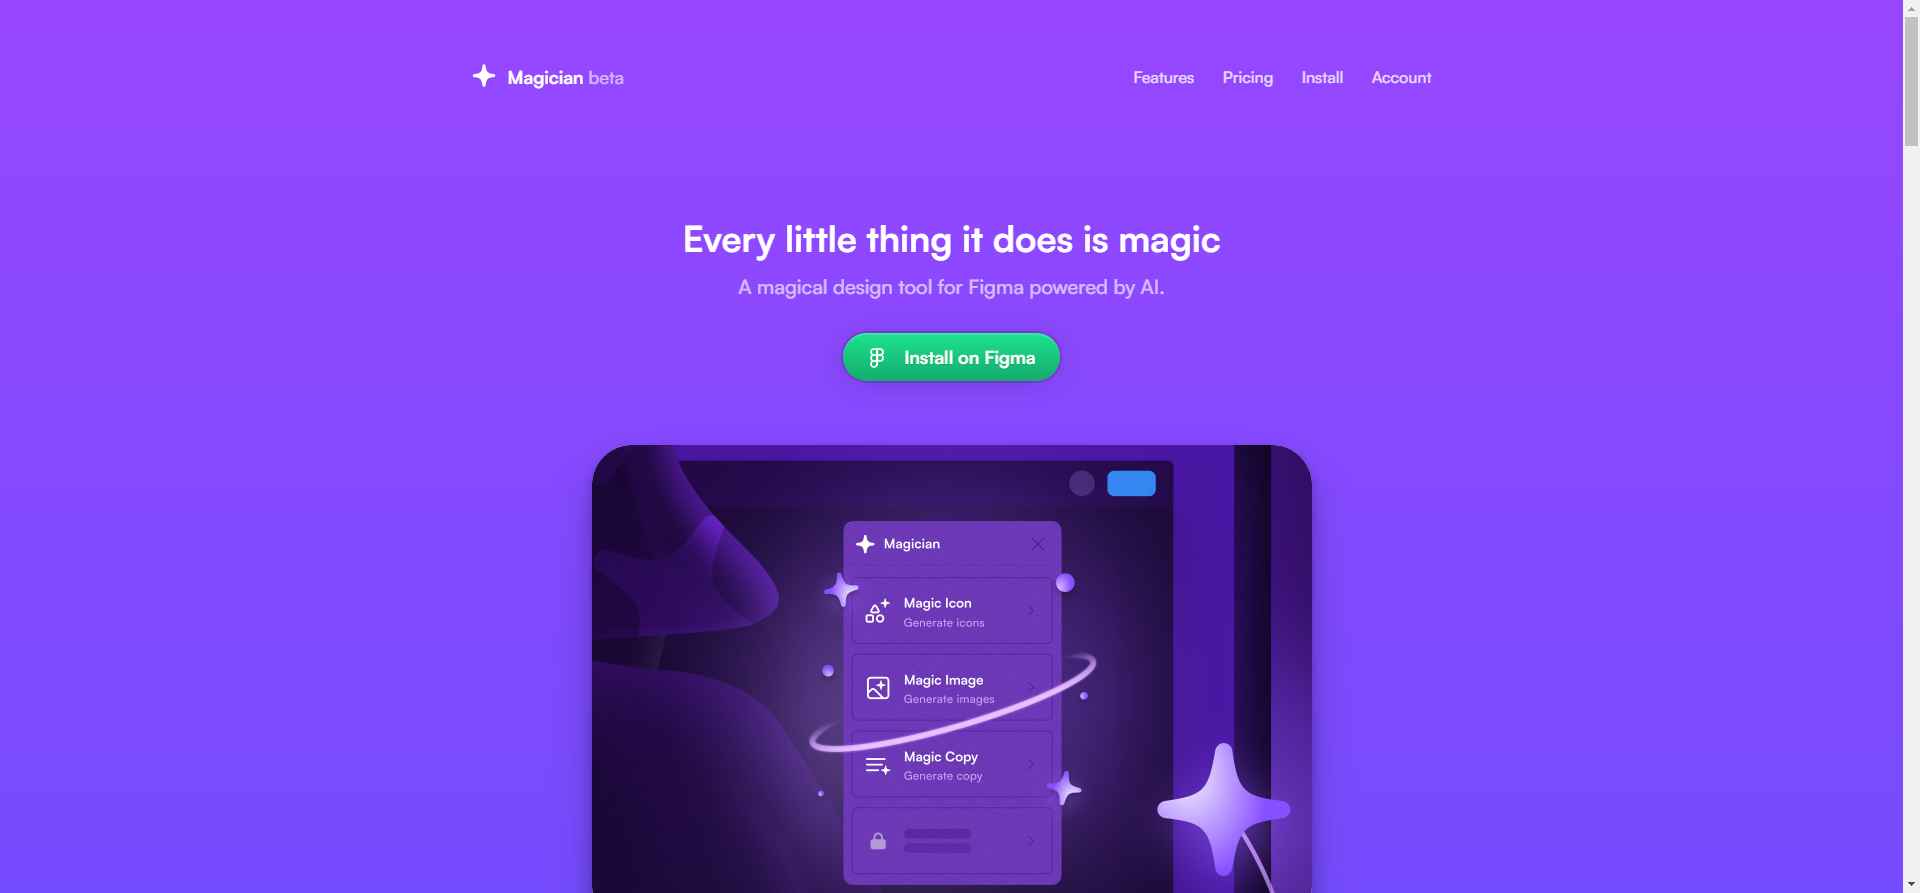 Magician beta
Features Pricing Install Account
Every little thing it does is magic
A magical design tool for Figma powered by AI.
Install on Figma
Magician
Magic Icon
Generate icons
Magic Image
Generate images
Magic Copy
Generate copy